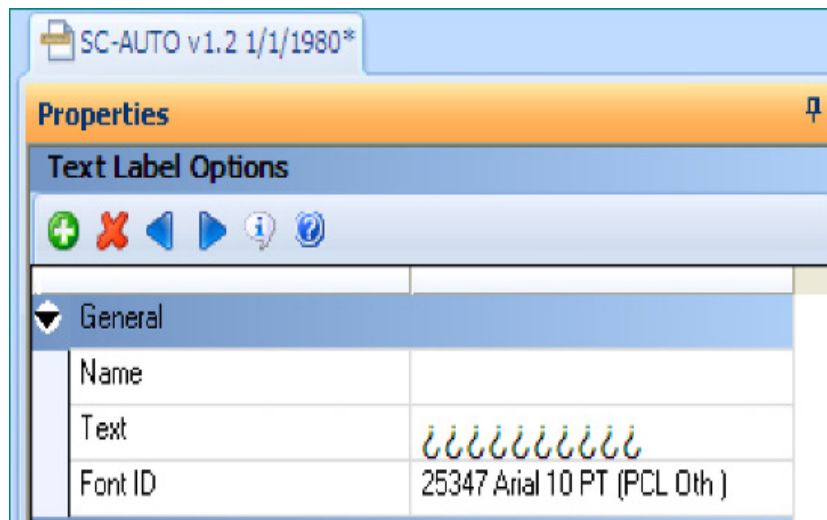 SC-AUTO v1.2 1/1/1980*
Properties
Text Label Options
General
Name
Text ¿¿¿¿¿¿¿¿¿¿
Font ID 25347 Arial 10 PT (PCL Oth )